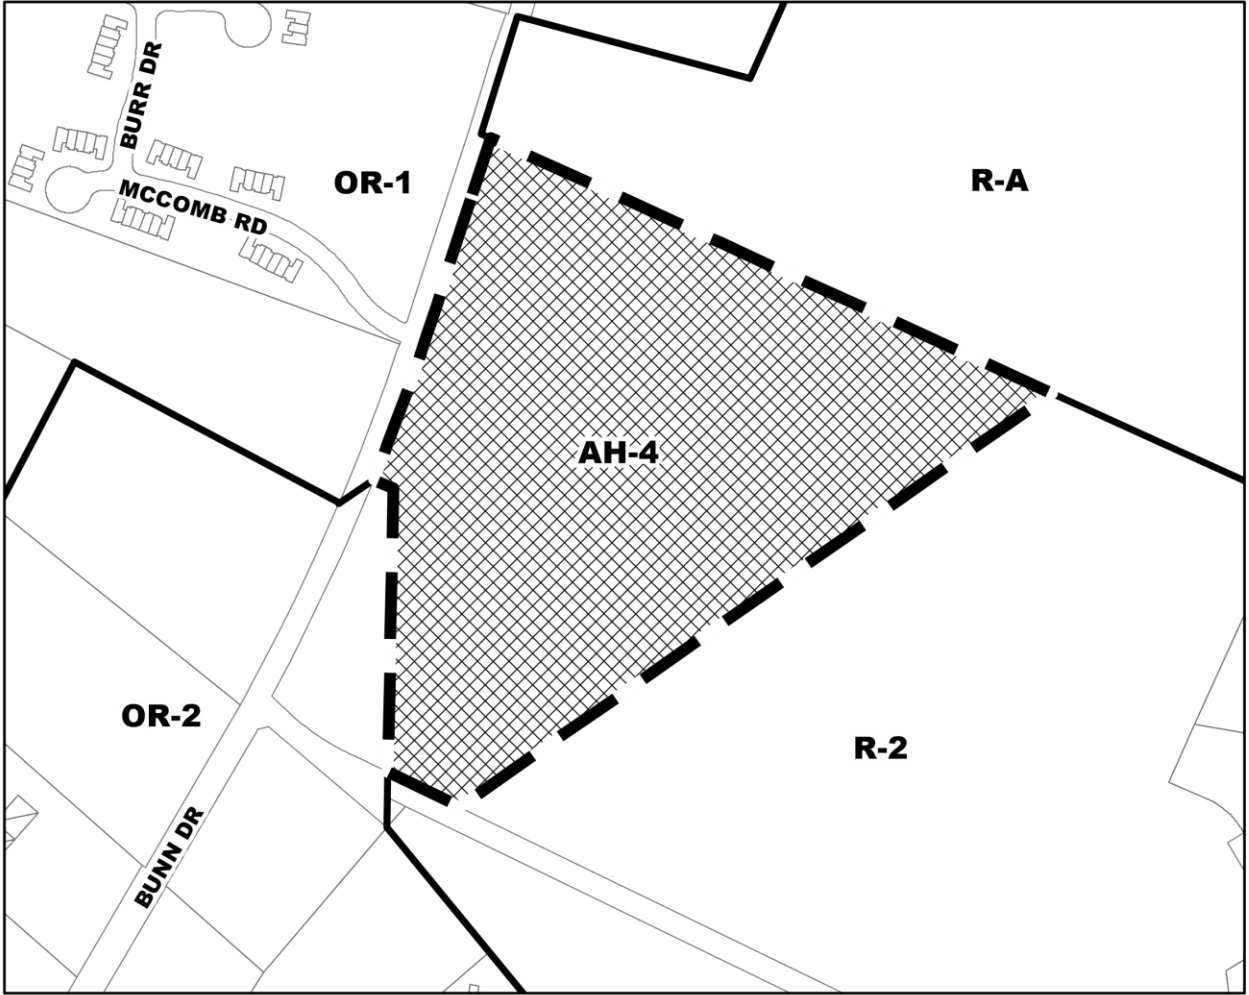 BURR DR
OR-1
R-A
MCCOMB RD
AH-4
OR-2
R-2
BUNN DR